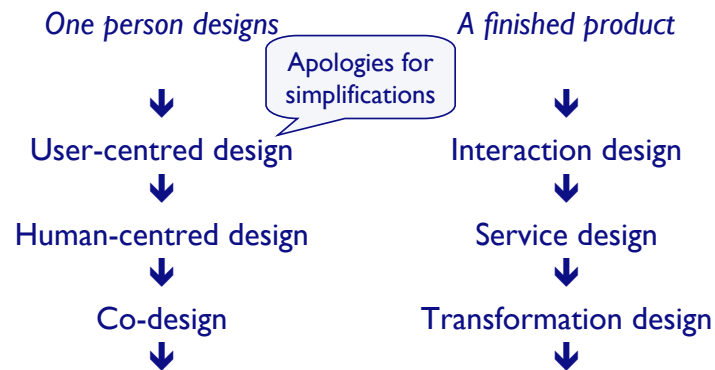 One person designs
A finished product
Apologies for
simplifications
User-centred design
Interaction design
Human-centred design
Service design
Co-design
Transformation design